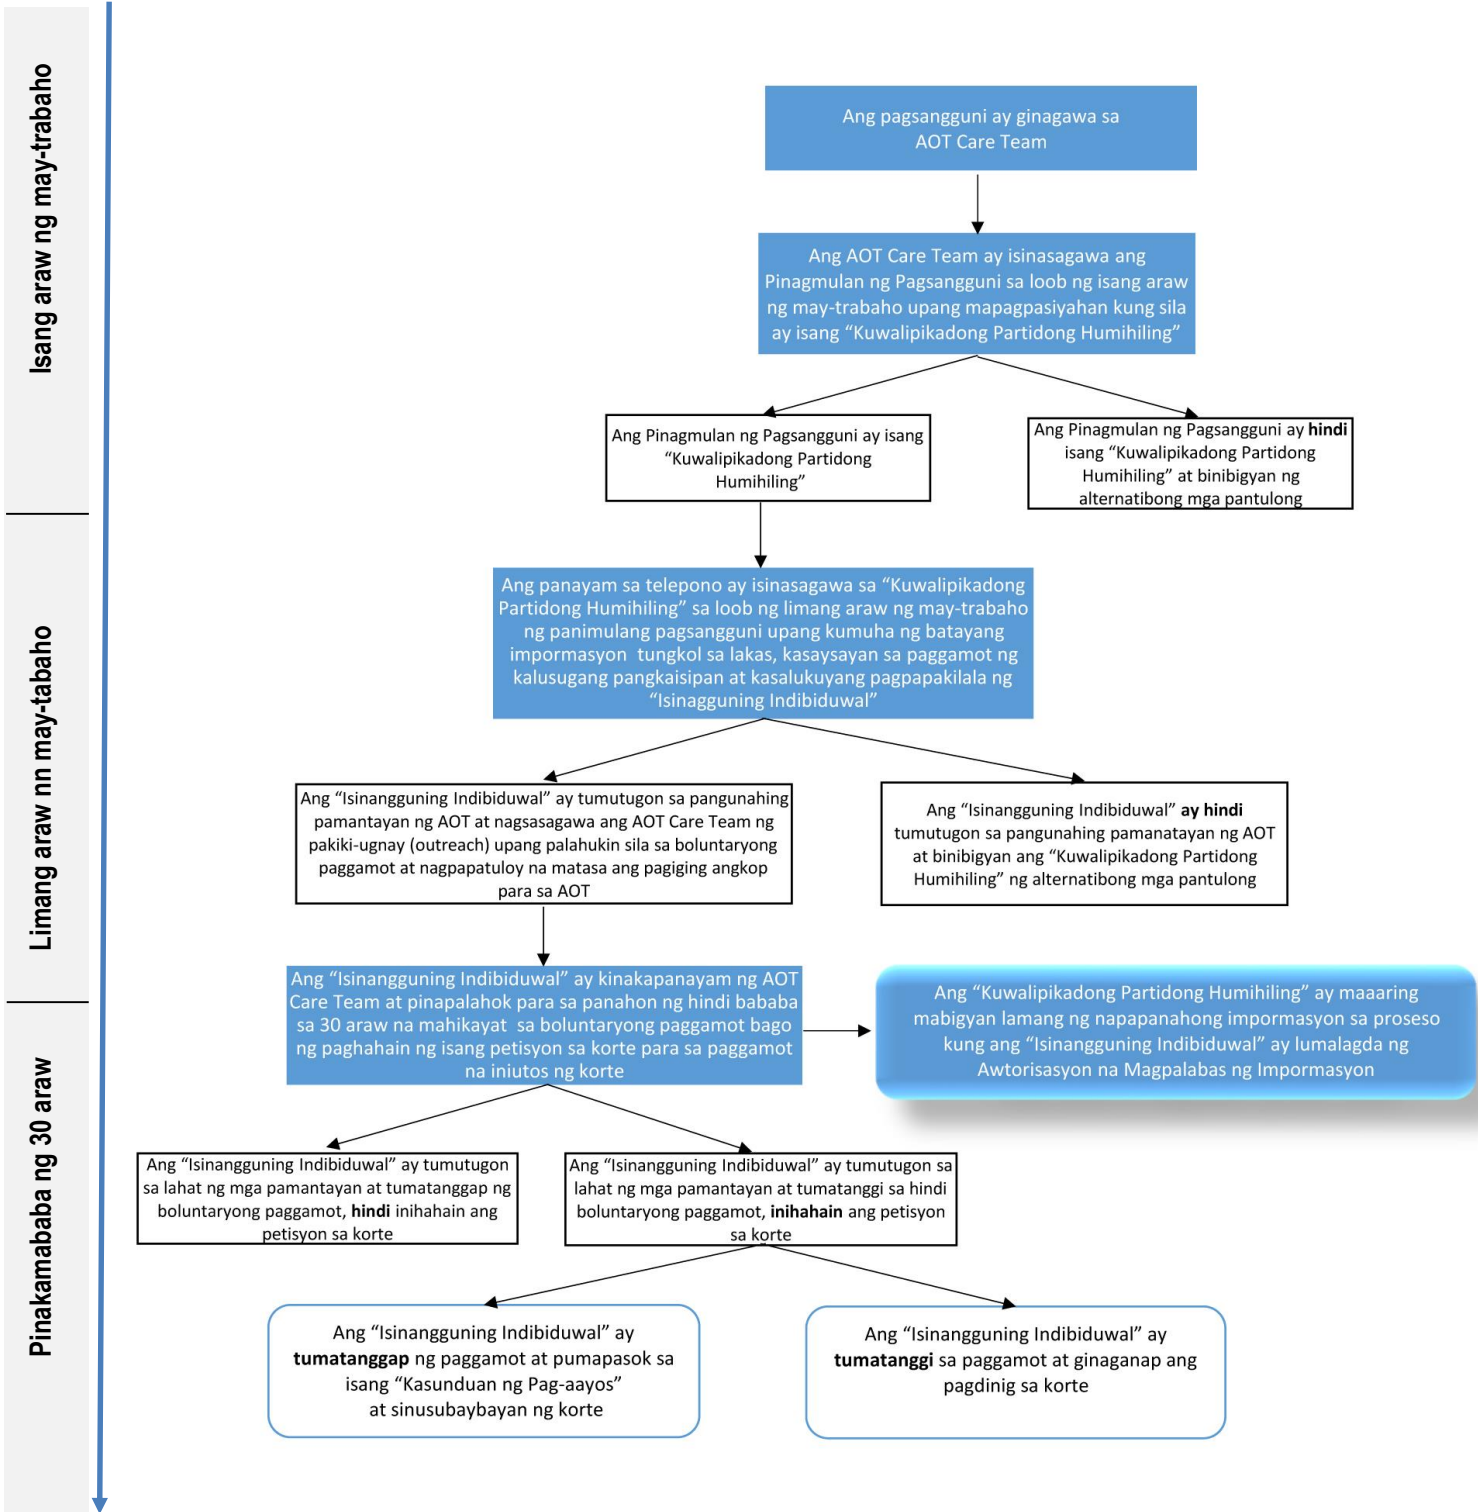 Isang araw ng may-trabaho
Ang pagsangguni ay ginagawa sa
AOT Care Team
Ang AOT Care Team ay isinasagawa ang
Pinagmulan ng Pagsangguni sa loob ng isang araw
ng may-trabaho upang mapagpasiyahan kung sila
ay isang “Kuwalipikadong Partidong Humihiling”
Ang Pinagmulan ng Pagsangguni ay isang
“Kuwalipikadong Partidong
Humihiling”
Ang Pinagmulan ng Pagsangguni ay hindi
isang “Kuwalipikadong Partidong
Humihiling” at binibigyan ng
alternatibong mga pantulong
Limang araw nn may-tabaho
Ang panayam sa telepono ay isinasagawa sa “Kuwalipikadong
Partidong Humihiling” sa loob ng limang araw ng may-trabaho
ng panimulang pagsangguni upang kumuha ng batayang
impormasyon tungkol sa lakas, kasaysayan sa paggamot ng
kalusugang pangkaisipan at kasalukuyang pagpapakilala ng
“Isinagguning Indibiduwal”
Ang “Isinangguning Indibiduwal” ay tumutugon sa pangunahing
pamantayan ng AOT at nagsasagawa ang AOT Care Team ng
pakiki-ugnay (outreach) upang palahukin sila sa boluntaryong
paggamot at nagpapatuloy na matasa ang pagiging angkop
para sa AOT
Ang “Isinangguning Indibiduwal” ay hindi
tumutugon sa pangunahing pamanatayan ng AOT
at binibigyan ang “Kuwalipikadong Partidong
Humihiling” ng alternatibong mga pantulong
Pinakamababa ng 30 araw
Ang “Isinangguning Indibiduwal” ay kinakapanayam ng AOT
Care Team at pinapalahok para sa panahon ng hindi bababa
sa 30 araw na mahikayat sa boluntaryong paggamot bago
ng paghahain ng isang petisyon sa korte para sa paggamot
na iniutos ng korte
Ang “Kuwalipikadong Partidong Humihiling” ay maaaring
mabigyan lamang ng napapanahong impormasyon sa proseso
kung ang “Isinangguning Indibiduwal” ay lumalagda ng
Awtorisasyon na Magpalabas ng Impormasyon
Ang “Isinangguning Indibiduwal” ay tumutugon
sa lahat ng mga pamantayan at tumatanggap ng
boluntaryong paggamot, hindi inihahain ang
petisyon sa korte
Ang “Isinangguning Indibiduwal” ay tumutugon sa
lahat ng mga pamantayan at tumatanggi sa hindi
boluntaryong paggamot, inihahain ang petisyon
sa korte
Ang “Isinangguning Indibiduwal” ay
tumatanggap ng paggamot at pumapasok sa
isang “Kasunduan ng Pag-aayos”
at sinusubaybayan ng korte
Ang “Isinangguning Indibiduwal” ay
tumatanggi sa paggamot at ginaganap ang
pagdinig sa korte